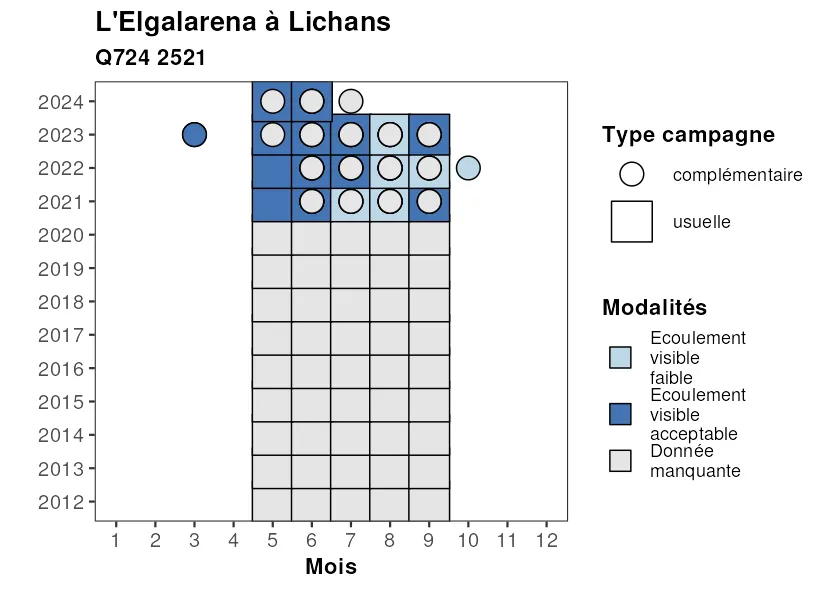 L'Elgalarena à Lichans
Q724 2521
2024
2023
2022
2021
2020
2019
2018
2017
2016
2015
2014
2013
2012
1 2 3 4 5 6 7 8 9 10 11 12
Mois
Type campagne
complémentaire
usuelle
Modalités
Ecoulement
visible
faible
Ecoulement
visible
acceptable
Donnée
manquante